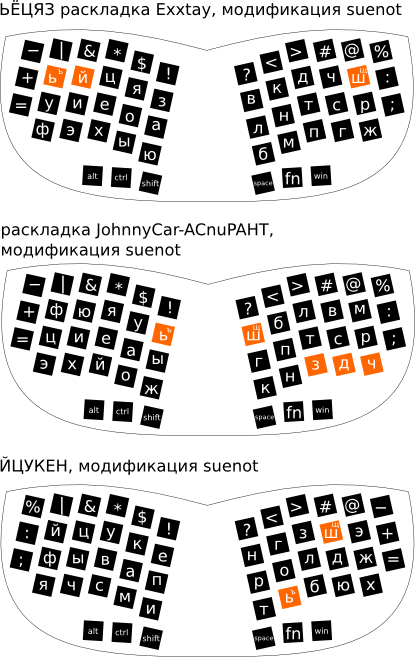 ЬЁЦЯЗ раскладка Exxtay, модификация suenot
− \| & * $ ! ? < > # @ %
+ ь ъ й ц я з в к д ч ш щ :
= у и е о а л н т с р ;
ф э х ы ю б м п г ж
alt ctrl shift space fn win
раскладка JohnnyCar-ACnuPAHT,
модификация suenot
− \| & * $ ! ? < > # @ %
+ ф ю я у ь ъ ш щ б л в м :
= ц и е а ы г п т с р ;
э х й о ж к н з д ч
alt ctrl shift space fn win
ЙЦУКЕН, модификация suenot
% \| & * $ ! ? < > # @ −
: й ц у к е н г з ш щ э +
; ф ы в а п р о л д ж =
я ч с м и т ь ъ б ю х
alt ctrl shift space fn win